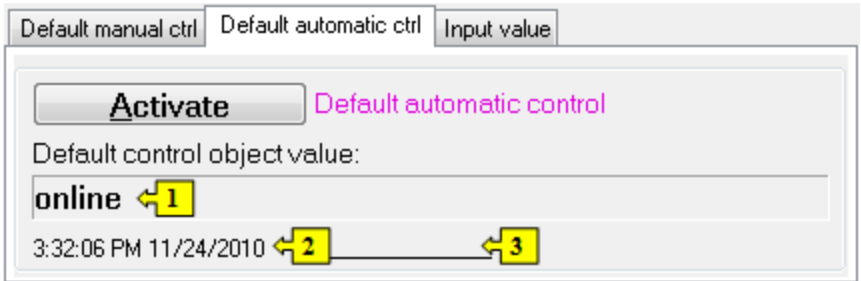 Default manual ctrl Default automatic ctrl Input value
Activate Default automatic control
Default control object value:
online 1
3:32:06 PM 11/24/2010 2 _______________ 3